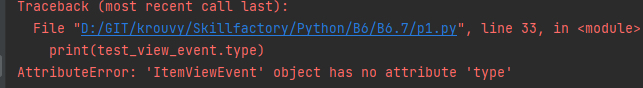 Traceback (most recent call last):
File "D:/GIT/krouvy/Skillfactory/Python/B6/B6.7/p1.py", line 33, in <module>
print(test_view_event.type)
AttributeError: 'ItemViewEvent' object has no attribute 'type'